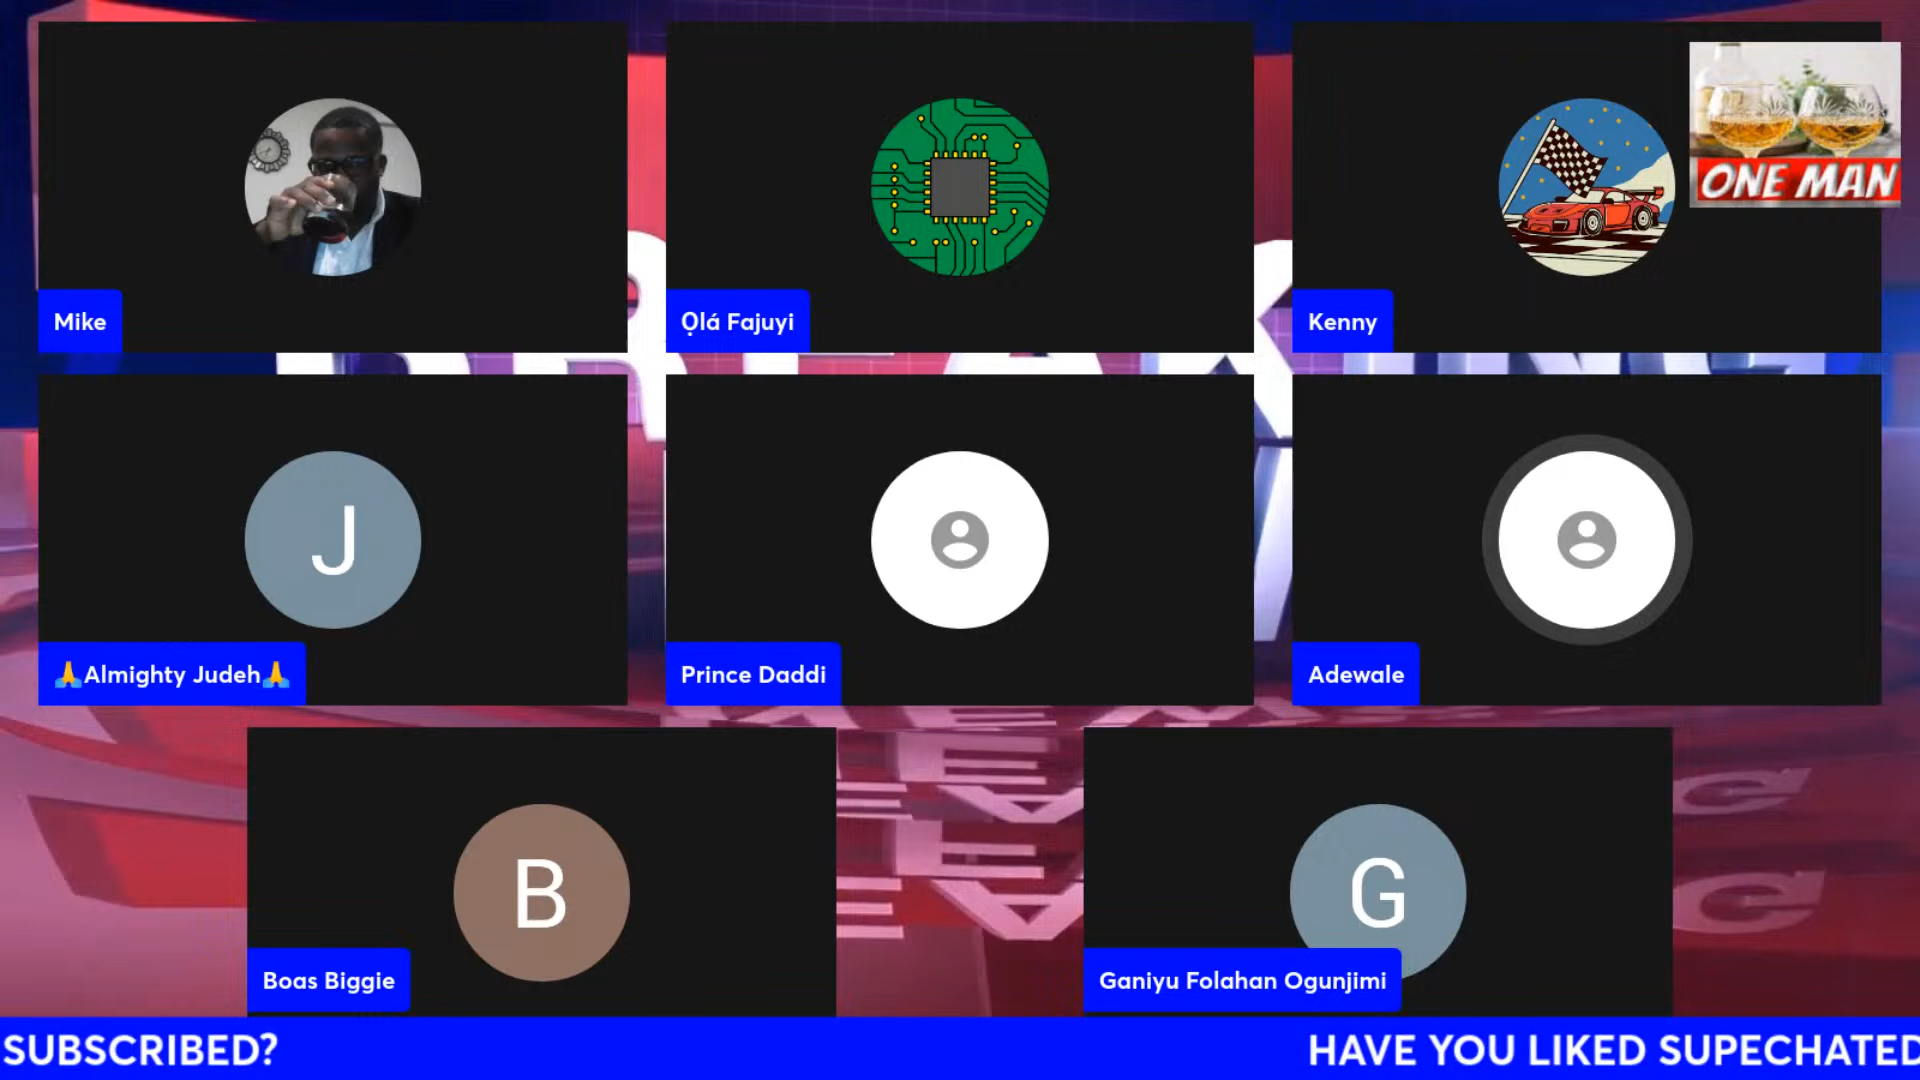 ONE MAN
Mike
Ọlá Fajuyi
Kenny
BREAKING
J
🙏Almighty Judeh🙏
Prince Daddi
Adewale
B
G
Boas Biggie
Ganiyu Folahan Ogunjimi
SUBSCRIBED?
HAVE YOU LIKED SUPECHATED